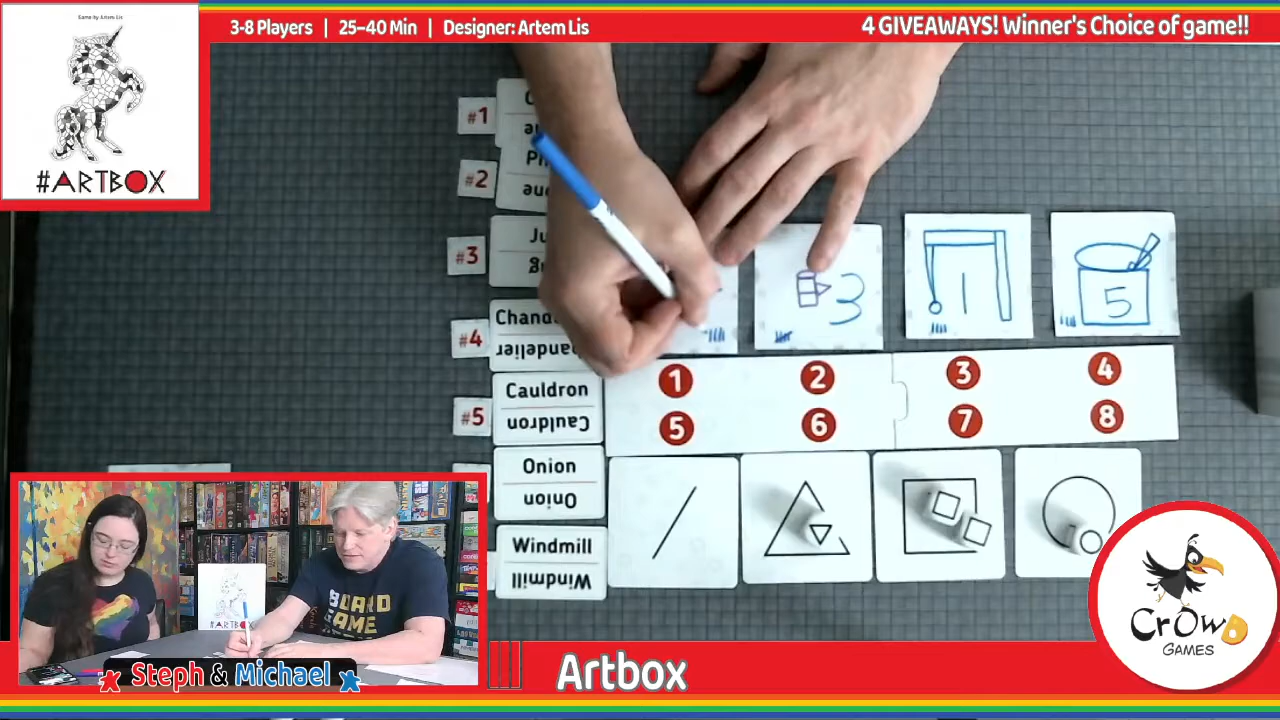 Game by Artem Lis
#ARTBOX
3-8 Players | 25–40 Min | Designer: Artem Lis
4 GIVEAWAYS! Winner's Choice of game!!
#1
#2
#3
#4
#5
Cauldron
Cauldron
Onion
Onion
Windmill
Windmill
3
1
5
1 2 3 4
5 6 7 8
BOARD
GAME
#ARTBOX
Steph & Michael
Artbox
CrOwD
GAMES